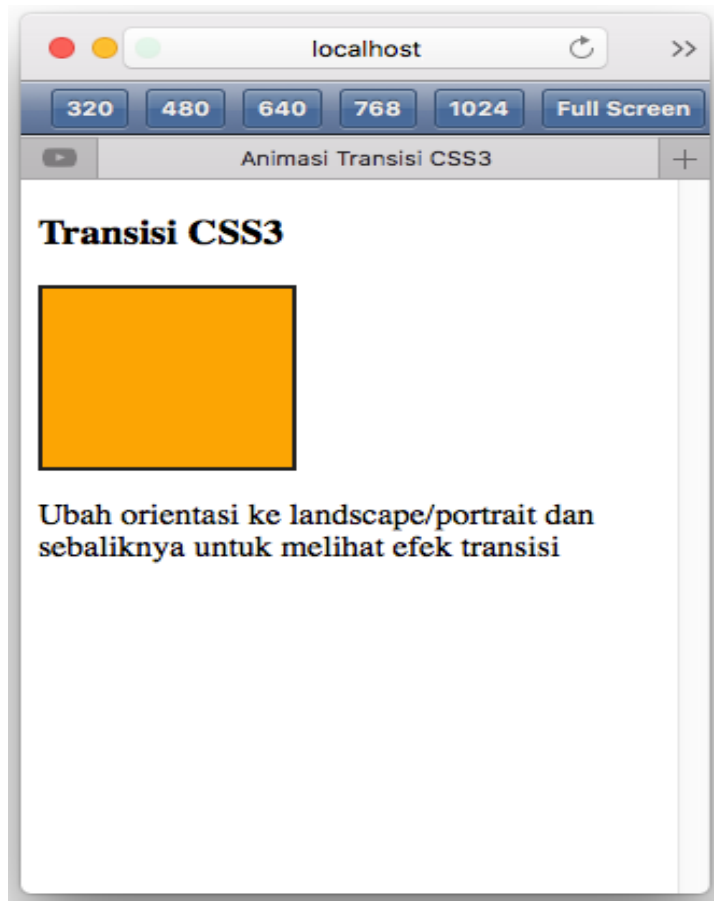 localhost
>>
320 480 640 768 1024 Full Screen
Animasi Transisi CSS3
Transisi CSS3
Ubah orientasi ke landscape/portrait dan
sebaliknya untuk melihat efek transisi